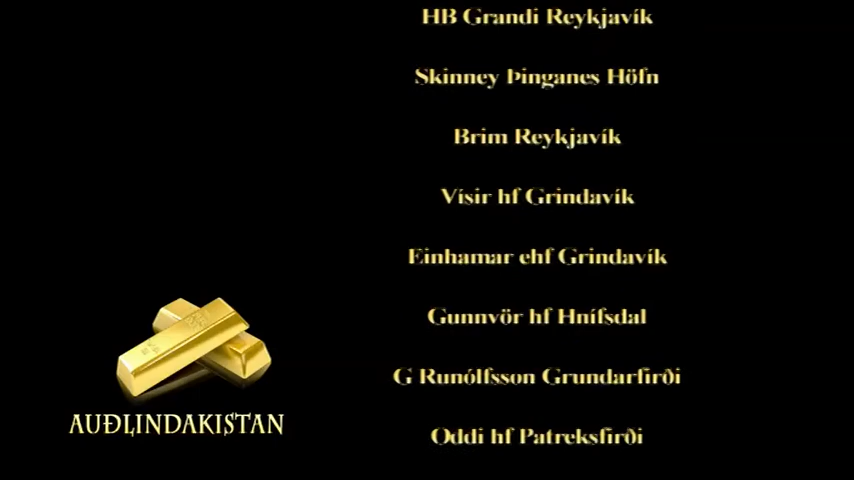 HB Grandi Reykjavík
Skinney Þinganes Höfn
Brim Reykjavík
Vísir hf Grindavík
Einhamar ehf Grindavík
Gunnvör hf Hnífsdal
G Runólfsson Grundarfirði
Oddi hf Patreksfirði
AUÐLINDAKISTAN